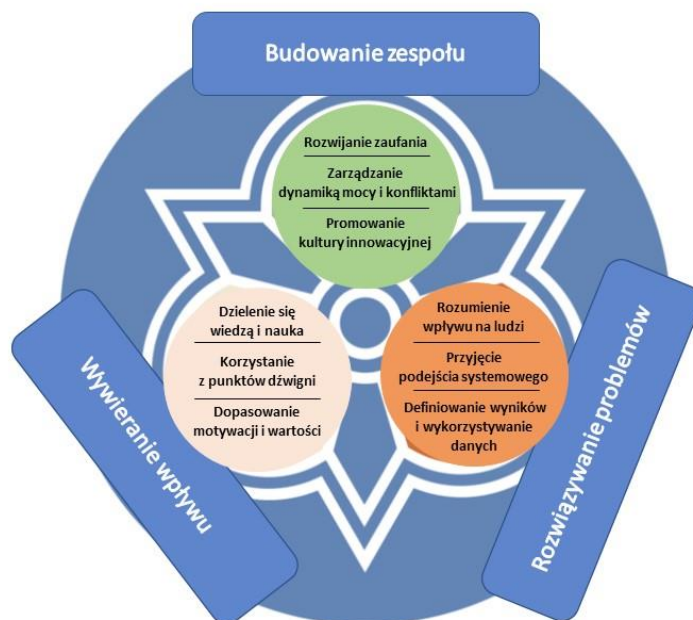 Budowanie zespołu
Rozwijanie zaufania
Zarządzanie
dynamiką mocy i konfliktami
Promowanie
kultury innowacyjnej
Wywieranie wpływu
Dzielenie się
wiedzą i nauka
Korzystanie
z punktów dźwigni
Dopasowanie
motywacji i wartości
Rozumienie
wpływu na ludzi
Przyjęcie
podejścia systemowego
Definiowanie wyników
i wykorzystywanie
danych
Rozwiązywanie problemów